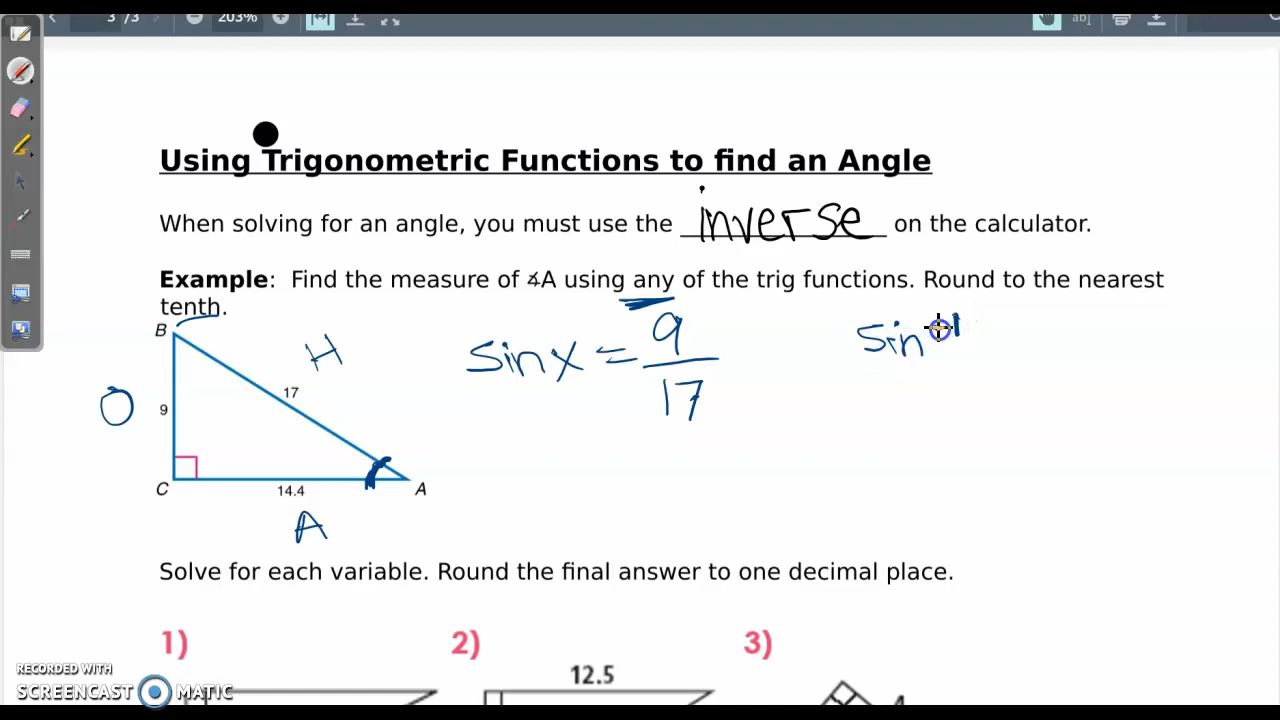 3 /3
203%
ab]
Using Trigonometric Functions to find an Angle
When solving for an angle, you must use the inverse on the calculator.
Example: Find the measure of ∡A using any of the trig functions. Round to the nearest
tenth.
B
H
sin x = 9/17
sin⁻¹
O
9
17
C
14.4
A
A
Solve for each variable. Round the final answer to one decimal place.
1)
2)
3)
12.5
4
RECORDED WITH
SCREENCAST MATIC